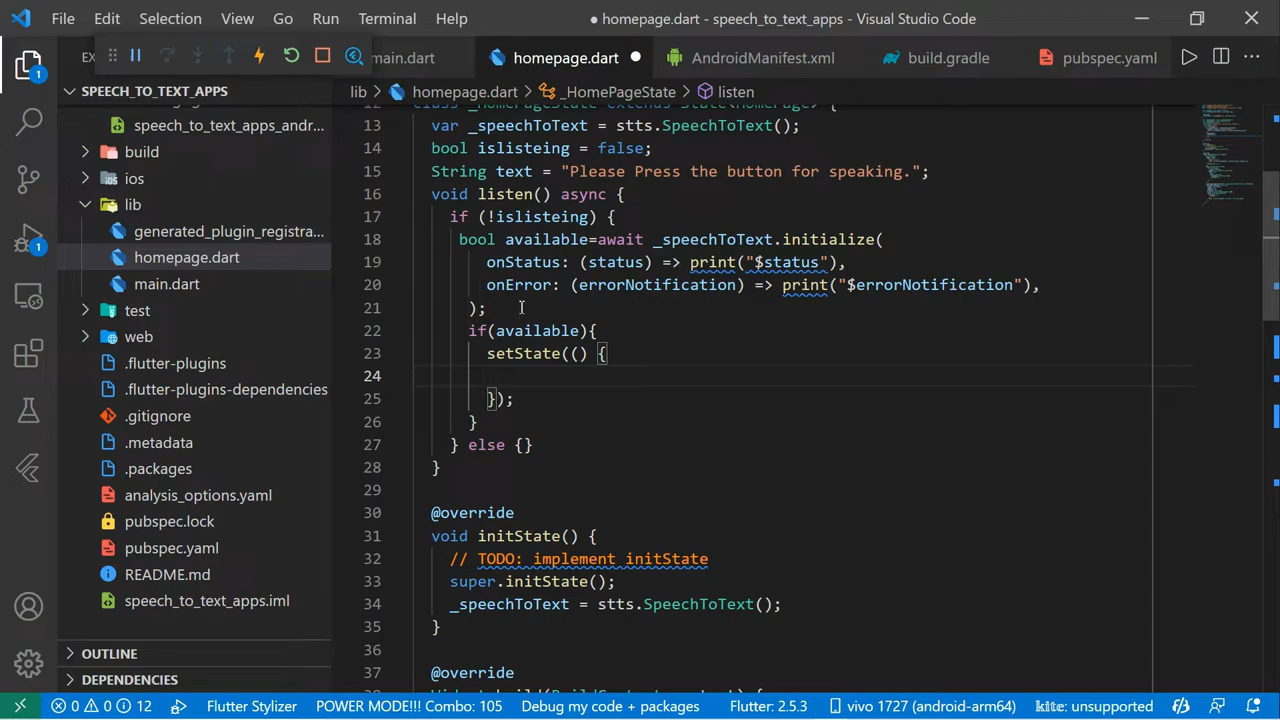 File Edit Selection View Go Run Terminal Help
homepage.dart - speech_to_text_apps - Visual Studio Code
EX
main.dart
homepage.dart
AndroidManifest.xml
build.gradle
pubspec.yaml
1
SPEECH_TO_TEXT_APPS
lib > homepage.dart > _HomePageState > listen
speech_to_text_apps_andr...
build
ios
lib
generated_plugin_registra...
homepage.dart
main.dart
test
web
.flutter-plugins
.flutter-plugins-dependencies
.gitignore
.metadata
.packages
analysis_options.yaml
pubspec.lock
pubspec.yaml
README.md
speech_to_text_apps.iml
OUTLINE
DEPENDENCIES
1
class _HomePageState extends State<HomePage> {
13 var _speechToText = stts.SpeechToText();
14 bool islisteing = false;
15 String text = "Please Press the button for speaking.";
16 void listen() async {
17 if (!islisteing) {
18 bool available=await _speechToText.initialize(
19 onStatus: (status) => print("$status"),
20 onError: (errorNotification) => print("$errorNotification"),
21 );
22 if(available){
23 setState(() {
24
25 });
26 }
27 } else {}
28 }
29
30 @override
31 void initState() {
32 // TODO: implement initState
33 super.initState();
34 _speechToText = stts.SpeechToText();
35 }
36
37 @override
0 0 12 Flutter Stylizer POWER MODE!!! Combo: 105 Debug my code + packages Flutter: 2.5.3 vivo 1727 (android-arm64) kite: unsupported